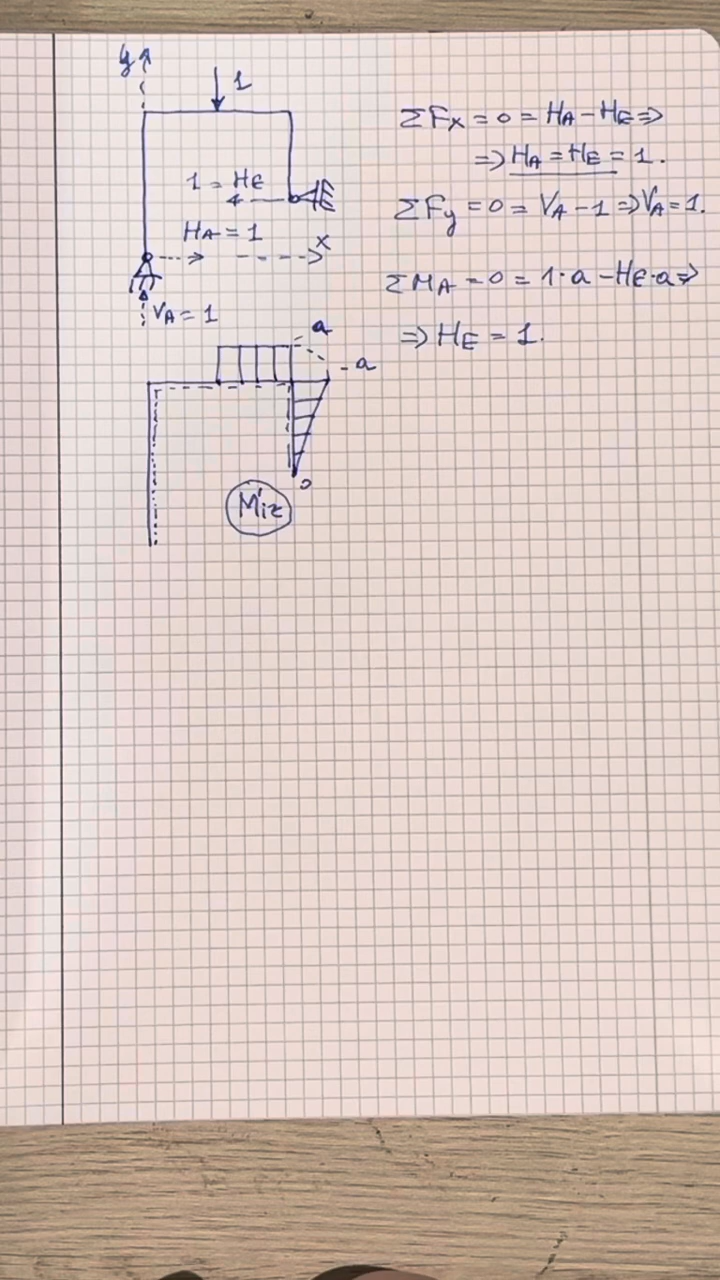 y
1
ΣFx = 0 = HA - HE ⇒
⇒ HA = HE = 1.
1 = HE
ΣFy = 0 = VA - 1 ⇒ VA = 1.
HA = 1
x
ΣMA = 0 = 1·a - HE·a ⇒
VA = 1
a
⇒ HE = 1.
- a
0
M'iz